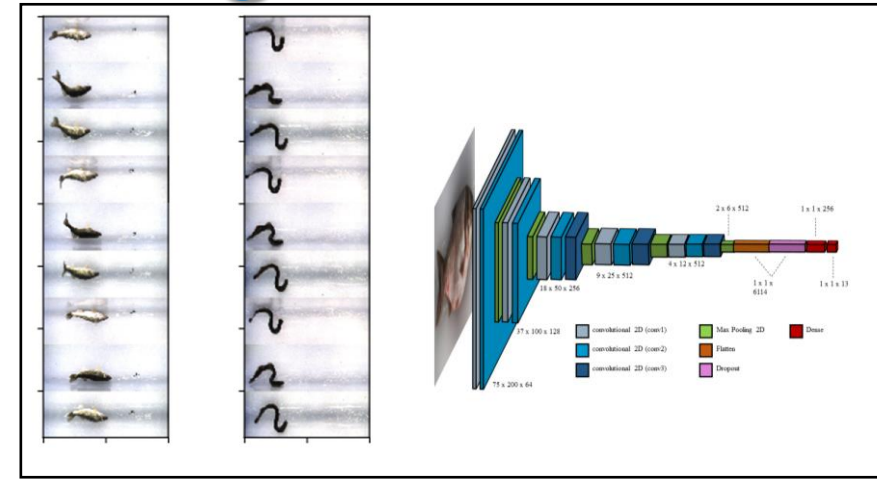 2 x 6 x 512
1 x 1 x 256
18 x 50 x 256
9 x 25 x 512
4 x 12 x 512
1 x 1 x
6114
1 x 1 x 13
37 x 100 x 128
75 x 200 x 64
convolutional 2D (conv1)
Max Pooling 2D
Dense
convolutional 2D (conv2)
Flatten
convolutional 2D (conv3)
Dropout